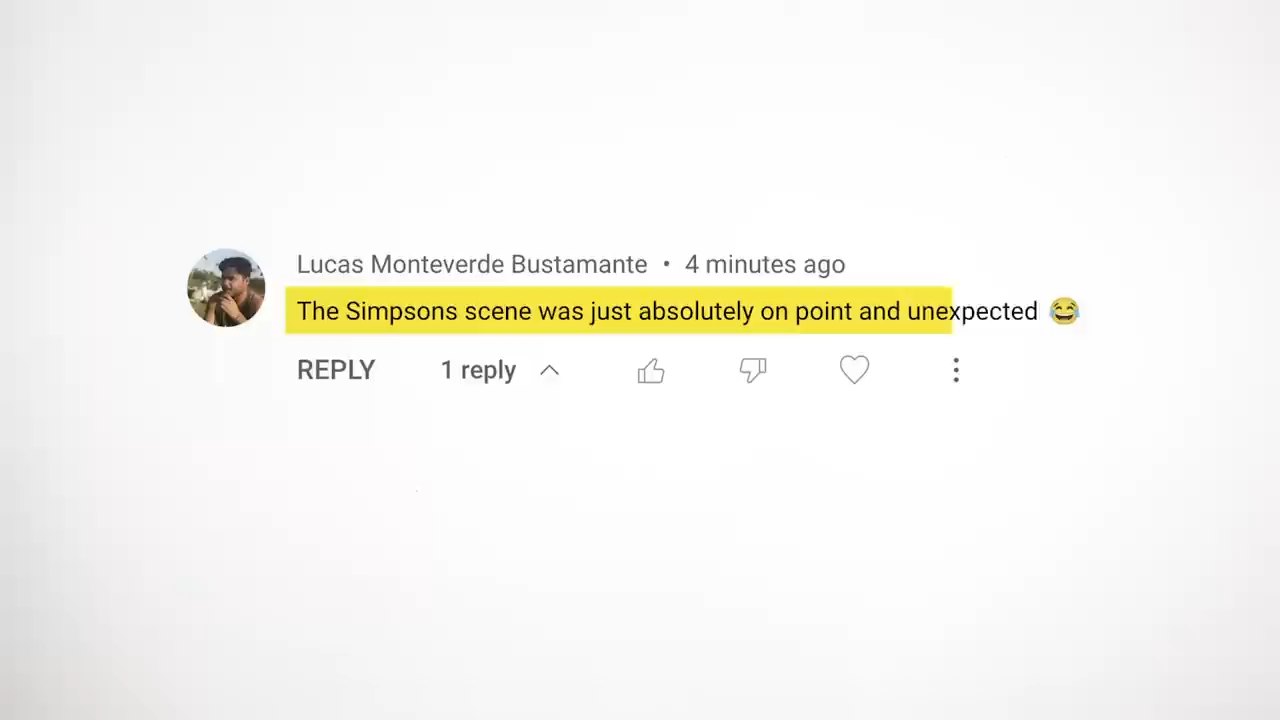 Lucas Monteverde Bustamante • 4 minutes ago
The Simpsons scene was just absolutely on point and unexpected 😂
REPLY 1 reply